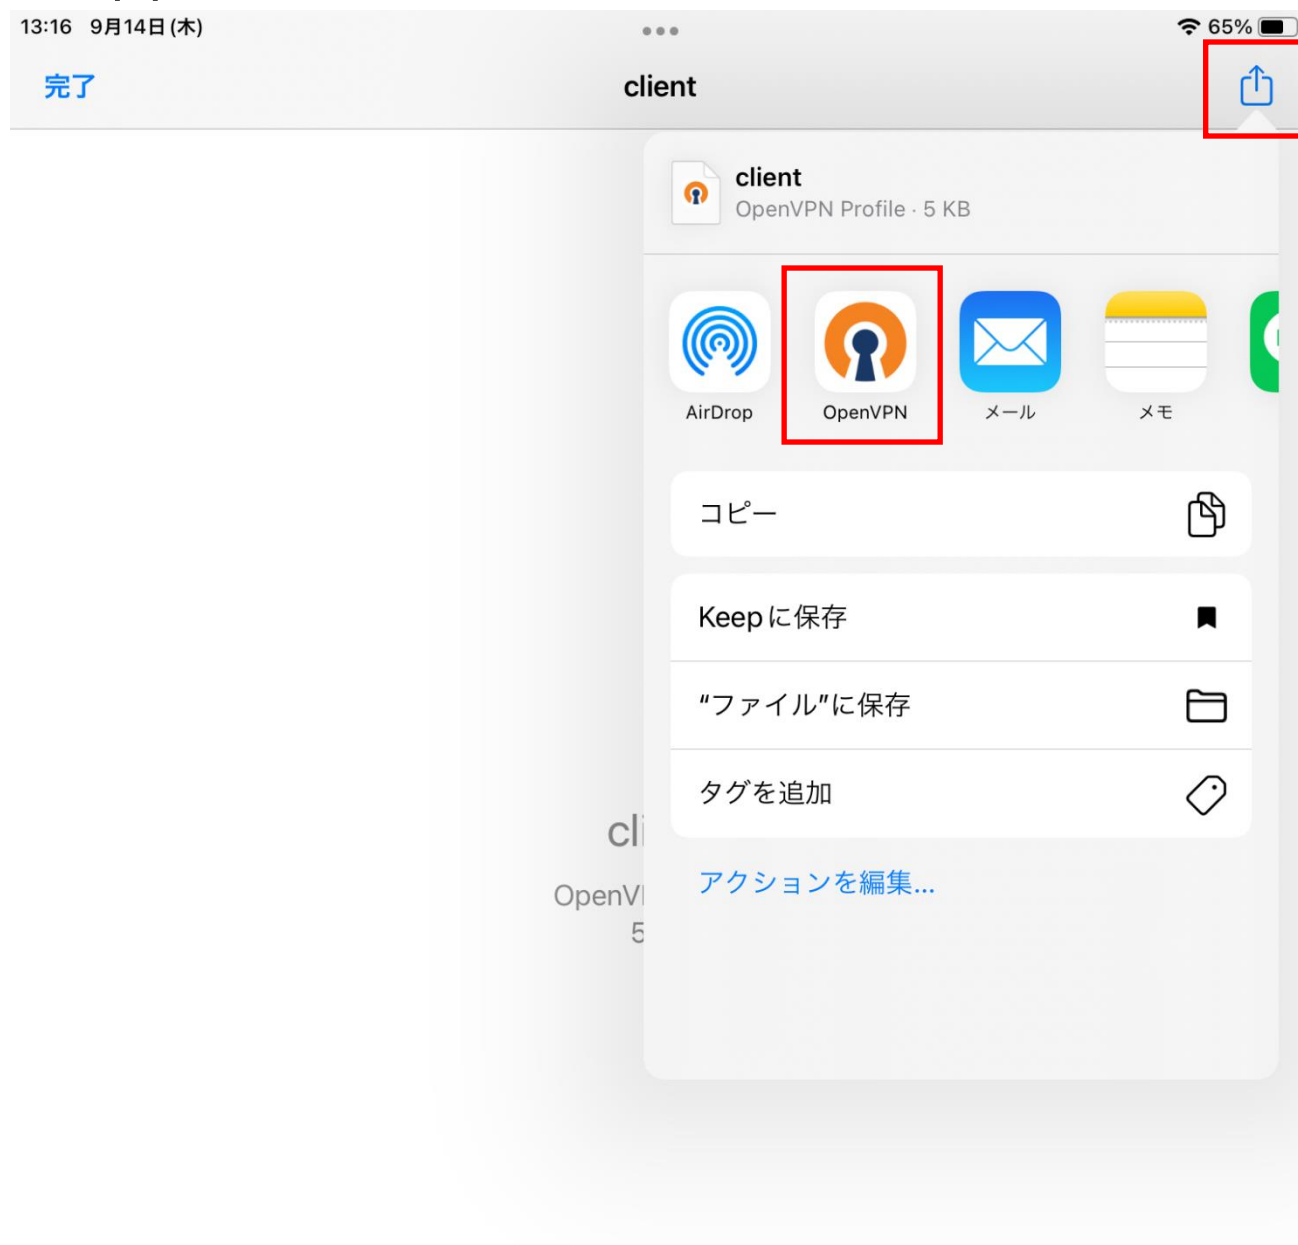 13:16 9月14日(木)
65%
完了
client
client
OpenVPN Profile · 5 KB
AirDrop
OpenVPN
メール
メモ
コピー
Keepに保存
“ファイル”に保存
タグを追加
cli
OpenV
5
アクションを編集...